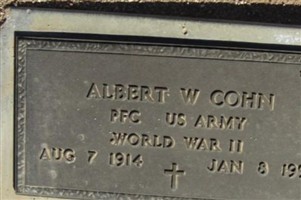 ALBERT W COHN
PFC US ARMY
WORLD WAR II
AUG 7 1914 JAN 8